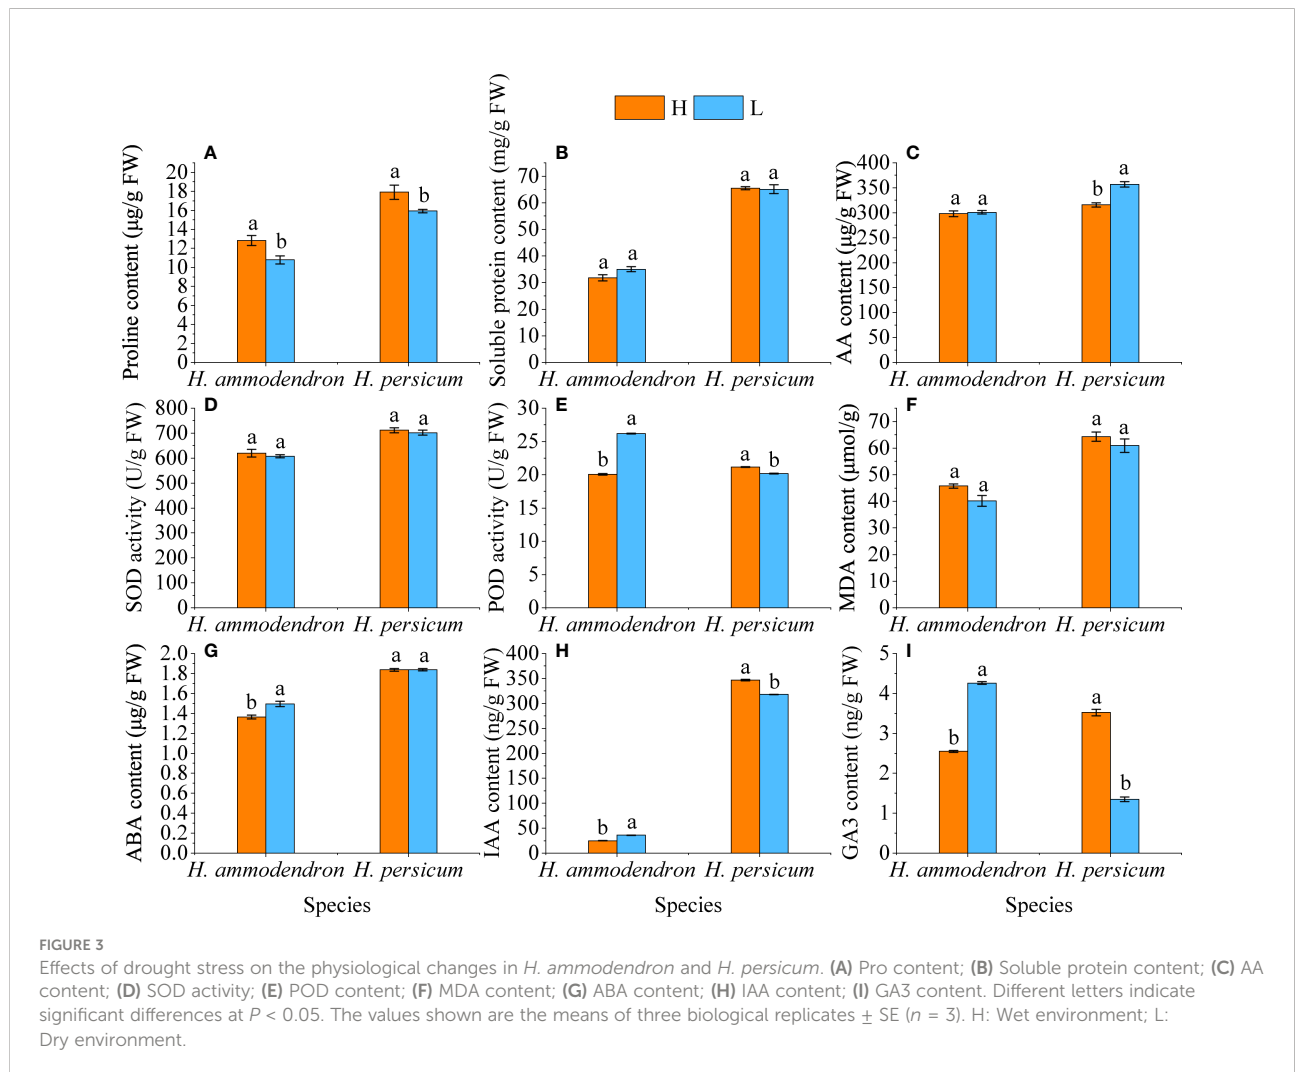 H L
A
Proline content (µg/g FW)
20
18
16
14
12
10
8
6
4
2
0
a
b
a
b
H. ammodendron H. persicum
B
Soluble protein content (mg/g FW)
70
60
50
40
30
20
10
0
a
a
a
a
H. ammodendron H. persicum
C
AA content (µg/g FW)
400
350
300
250
200
150
100
50
0
a
a
b
a
H. ammodendron H. persicum
D
SOD activity (U/g FW)
800
700
600
500
400
300
200
100
0
a
a
a
a
H. ammodendron H. persicum
E
POD activity (U/g FW)
30
25
20
15
10
5
0
b
a
a
b
H. ammodendron H. persicum
F
MDA content (µmol/g)
70
60
50
40
30
20
10
0
a
a
a
a
H. ammodendron H. persicum
G
ABA content (µg/g FW)
2.0
1.8
1.6
1.4
1.2
1.0
0.8
0.6
0.4
0.2
0.0
b
a
a
a
H. ammodendron H. persicum
Species
H
IAA content (ng/g FW)
400
350
300
250
200
150
100
50
0
b
a
a
b
H. ammodendron H. persicum
Species
I
GA3 content (ng/g FW)
5
4
3
2
1
0
b
a
a
b
H. ammodendron H. persicum
Species
FIGURE 3
Effects of drought stress on the physiological changes in H. ammodendron and H. persicum. (A) Pro content; (B) Soluble protein content; (C) AA
content; (D) SOD activity; (E) POD content; (F) MDA content; (G) ABA content; (H) IAA content; (I) GA3 content. Different letters indicate
significant differences at P < 0.05. The values shown are the means of three biological replicates ± SE (n = 3). H: Wet environment; L:
Dry environment.